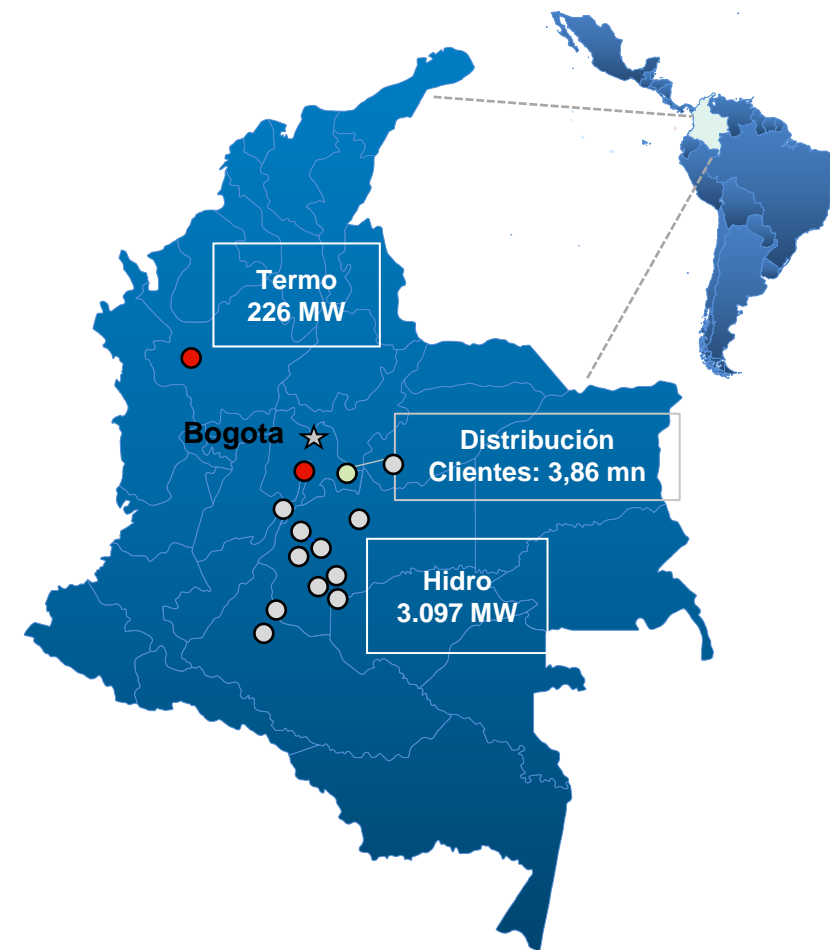 Termo
226 MW
Bogota
Distribución
Clientes: 3,86 mn
Hidro
3.097 MW